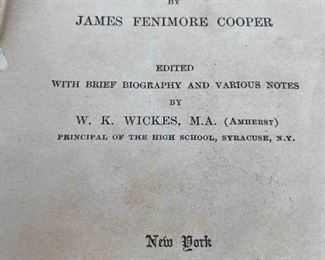 BY
JAMES FENIMORE COOPER
EDITED
WITH BRIEF BIOGRAPHY AND VARIOUS NOTES
BY
W. K. WICKES, M.A. (AMHERST)
PRINCIPAL OF THE HIGH SCHOOL, SYRACUSE, N.Y.
New York